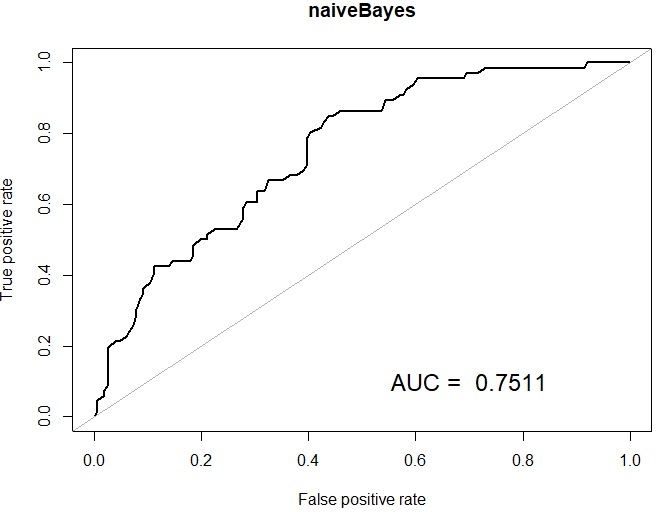 naiveBayes
True positive rate
1.0
0.8
0.6
0.4
0.2
0.0
AUC = 0.7511
0.0 0.2 0.4 0.6 0.8 1.0
False positive rate